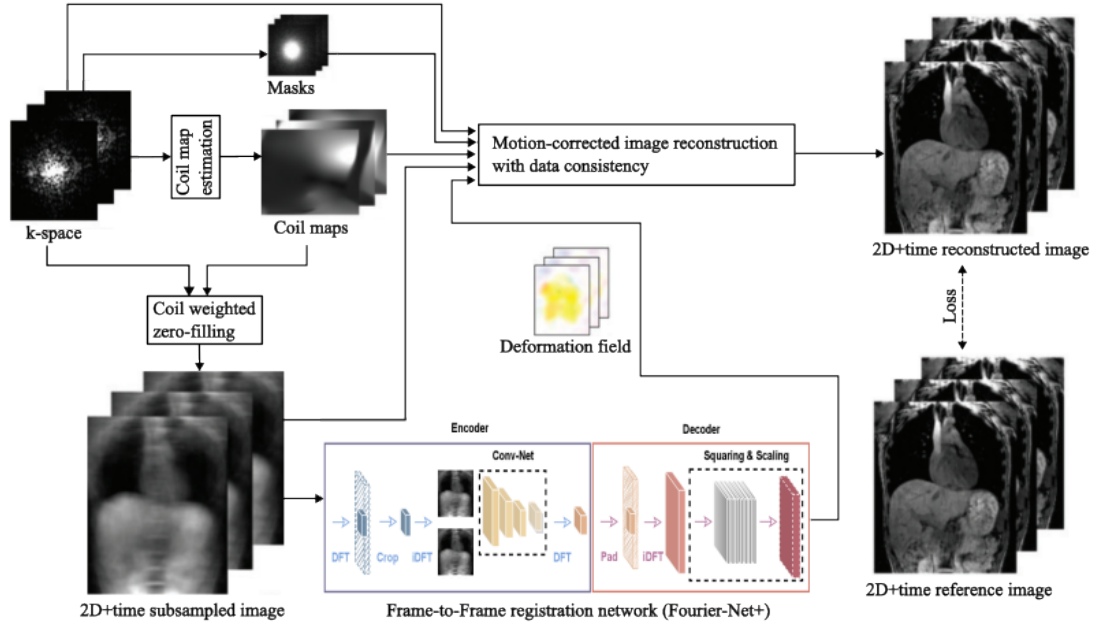 Masks
Coil map
estimation
Motion-corrected image reconstruction
with data consistency
k-space
Coil maps
2D+time reconstructed image
Coil weighted
zero-filling
Deformation field
Loss
Encoder
Decoder
Conv-Net
Squaring & Scaling
DFT
Crop
iDFT
DFT
Pad
iDFT
2D+time subsampled image
Frame-to-Frame registration network (Fourier-Net+)
2D+time reference image